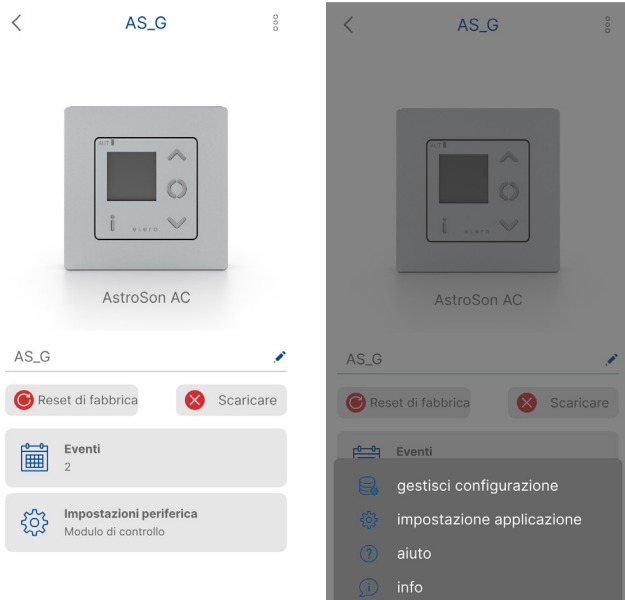 AS_G
AUT
elero
AstroSon AC
AS_G
Reset di fabbrica
Scaricare
Eventi
2
Impostazioni periferica
Modulo di controllo
AS_G
AUT
elero
AstroSon AC
AS_G
Reset di fabbrica
Scaricare
Eventi
gestisci configurazione
impostazione applicazione
aiuto
info